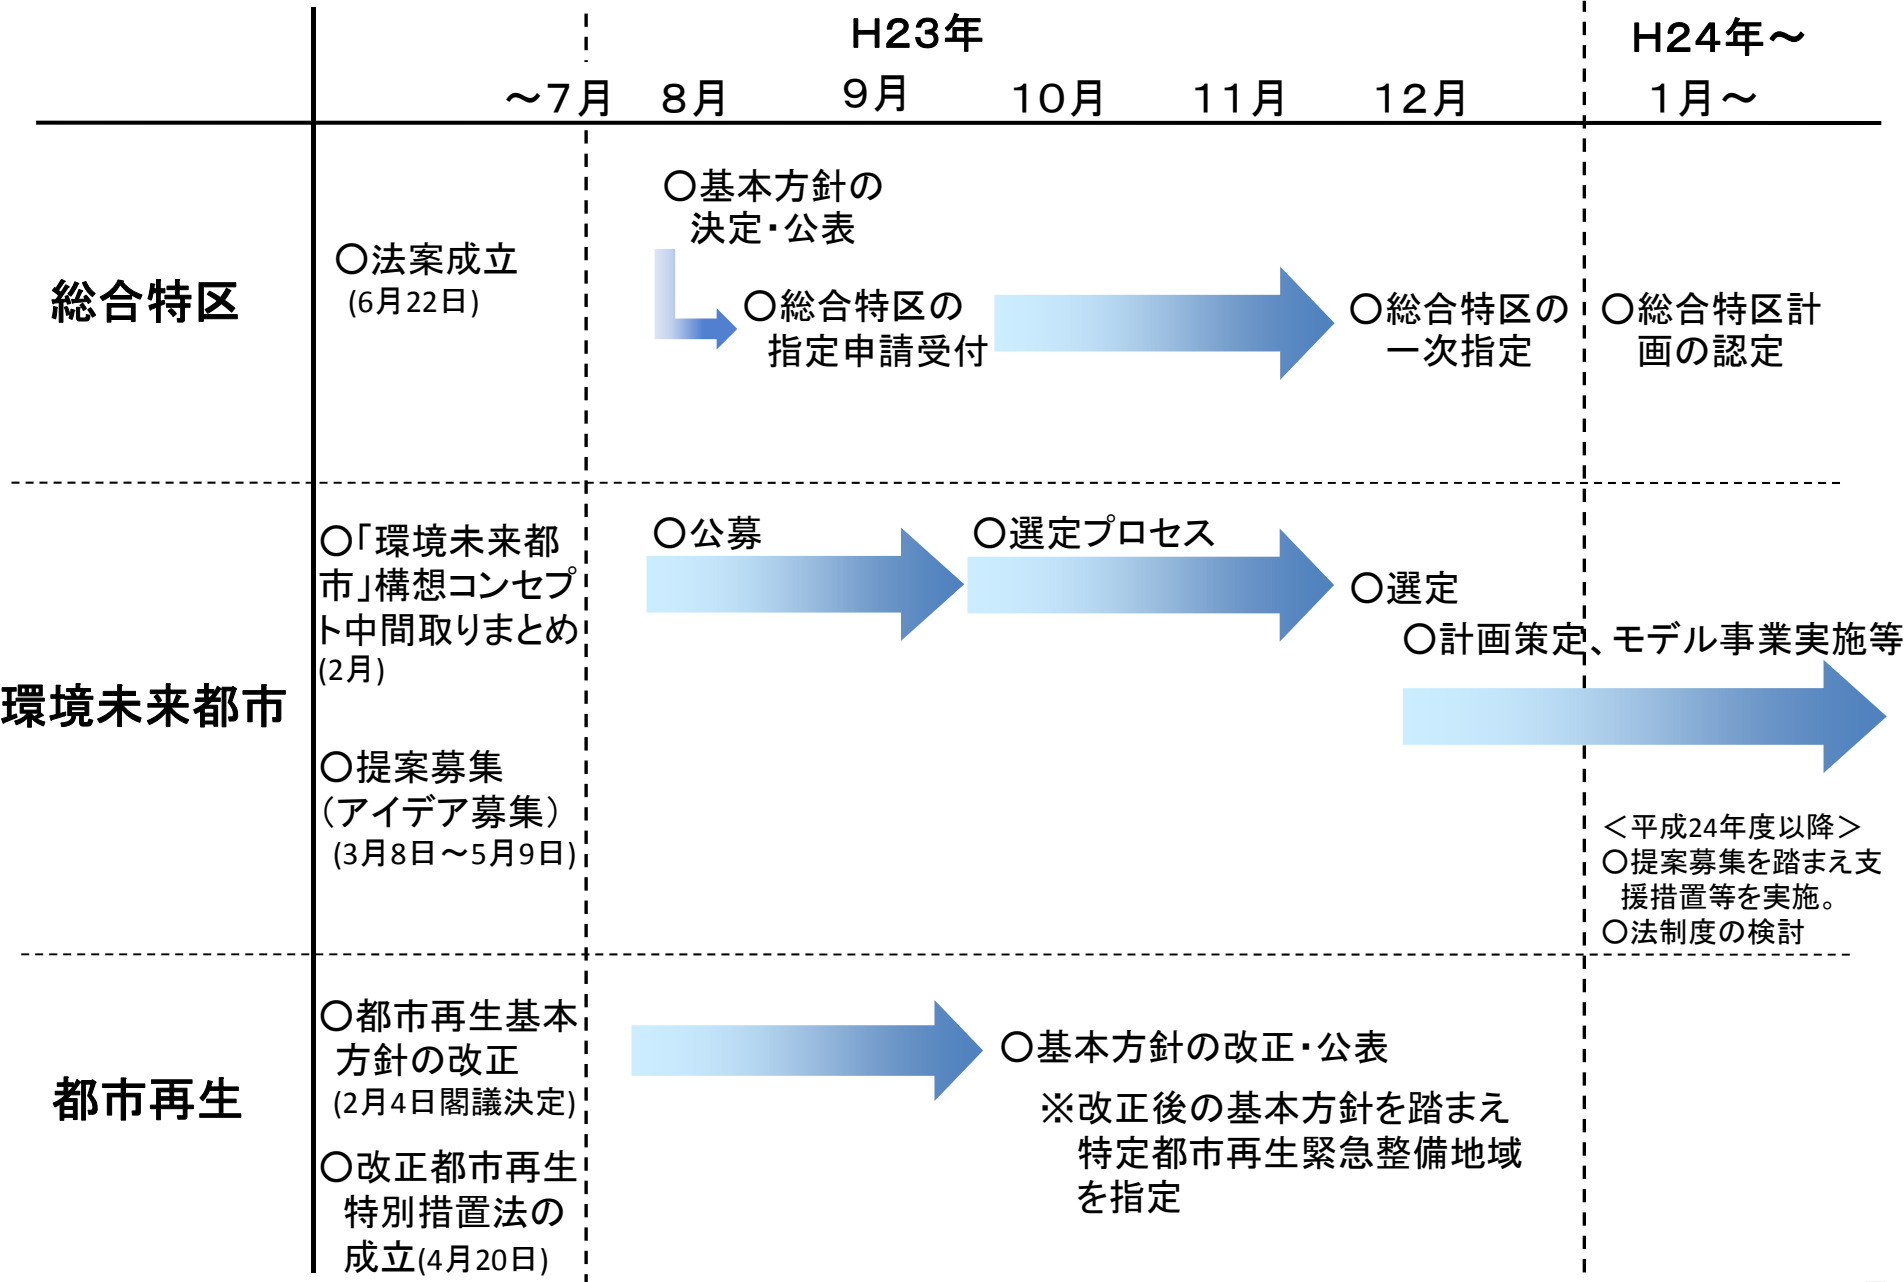 H23年
H24年～
～7月
8月
9月
10月
11月
12月
1月～
総合特区
○法案成立
(6月22日)
○基本方針の
決定・公表
○総合特区の
指定申請受付
○総合特区の
一次指定
○総合特区計
画の認定
環境未来都市
○「環境未来都
市」構想コンセプ
ト中間取りまとめ
(2月)
○提案募集
（アイデア募集）
(3月8日～5月9日)
○公募
○選定プロセス
○選定
○計画策定、モデル事業実施等
＜平成24年度以降＞
○提案募集を踏まえ支
援措置等を実施。
○法制度の検討
都市再生
○都市再生基本
方針の改正
(2月4日閣議決定)
○改正都市再生
特別措置法の
成立(4月20日)
○基本方針の改正・公表
※改正後の基本方針を踏まえ
特定都市再生緊急整備地域
を指定